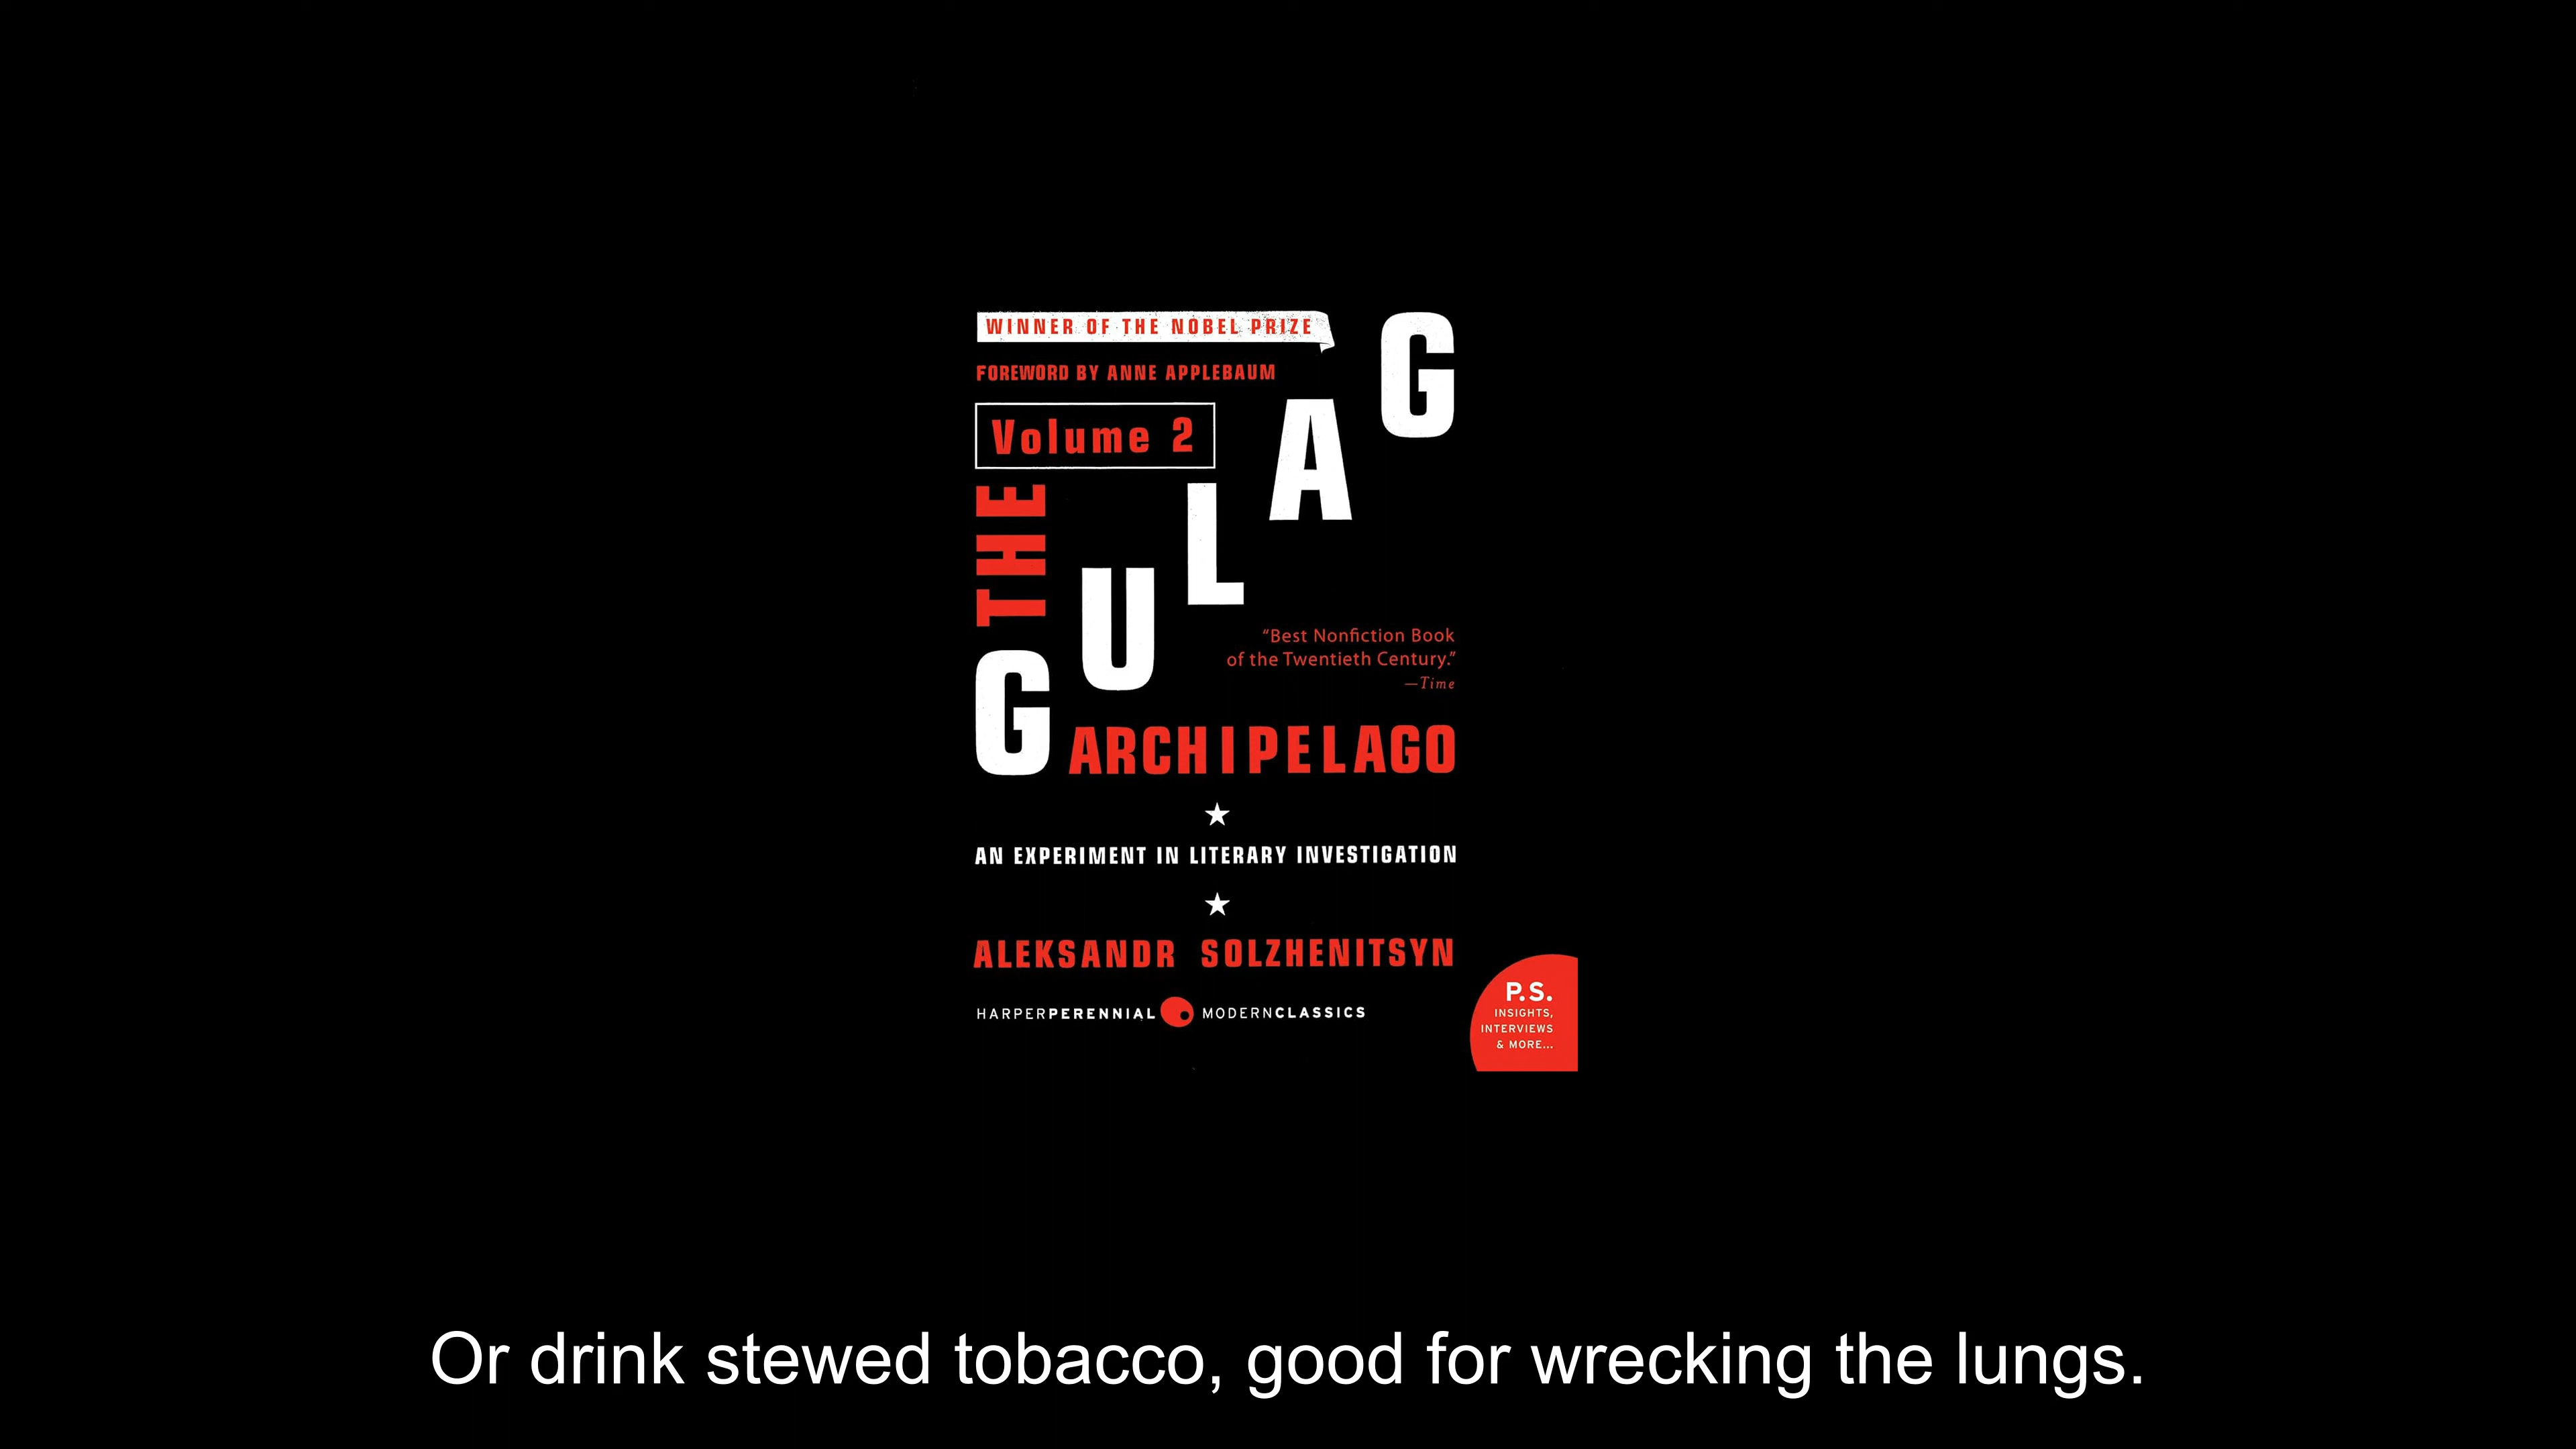 WINNER OF THE NOBEL PRIZE
FOREWORD BY ANNE APPLEBAUM
Volume 2
THE
GULAG
ARCHIPELAGO
"Best Nonfiction Book
of the Twentieth Century."
—Time
AN EXPERIMENT IN LITERARY INVESTIGATION
ALEKSANDR SOLZHENITSYN
HARPERPERENNIAL MODERNCLASSICS
P.S.
INSIGHTS,
INTERVIEWS
& MORE...
Or drink stewed tobacco, good for wrecking the lungs.